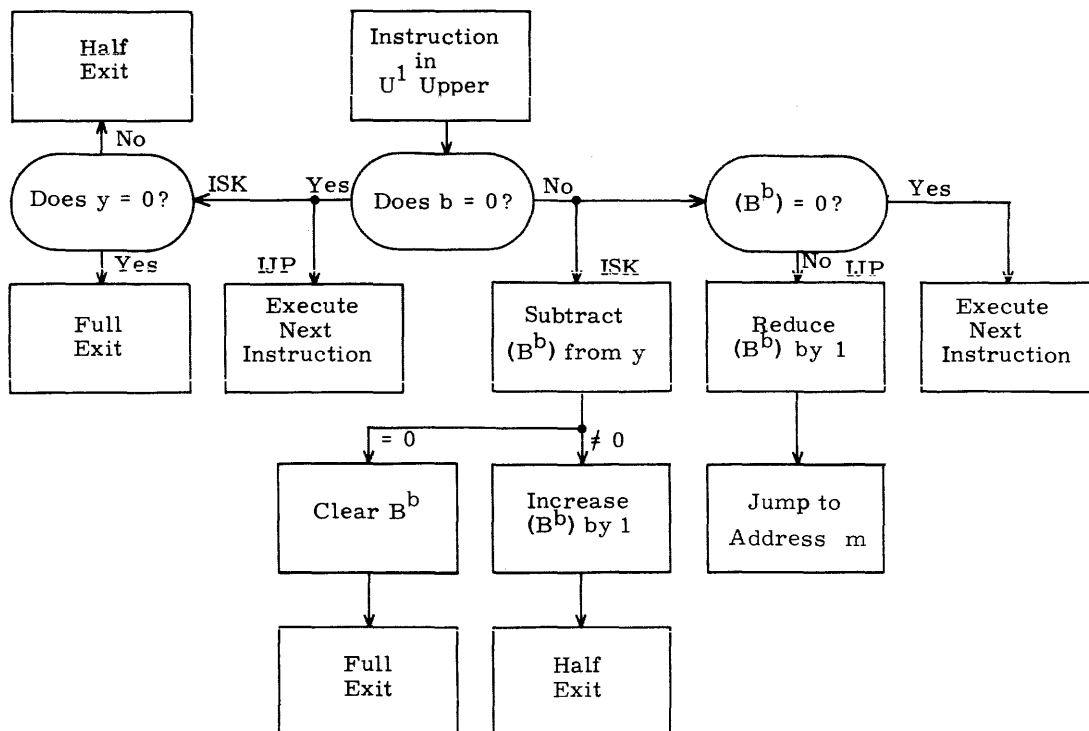 Half
Exit
Instruction
in
U¹ Upper
No
Does y = 0?
ISK
Yes
Does b = 0?
No
(Bᵇ) = 0?
Yes
Yes
IJP
ISK
No
IJP
Full
Exit
Execute
Next
Instruction
Subtract
(Bᵇ) from y
Reduce
(Bᵇ) by 1
Execute
Next
Instruction
= 0
≠ 0
Clear Bᵇ
Increase
(Bᵇ) by 1
Jump to
Address m
Full
Exit
Half
Exit